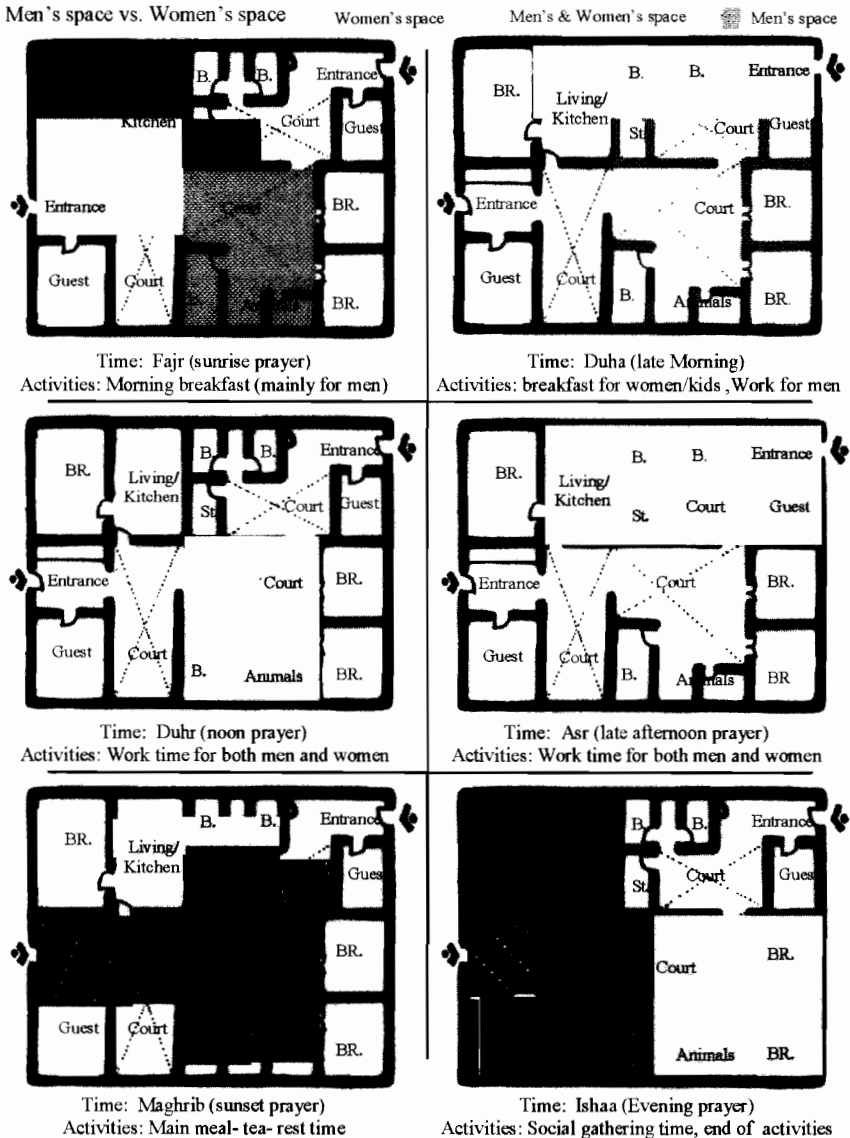 Men's space vs. Women's space
Women's space
Men's & Women's space
Men's space
B.
B.
Entrance
Kitchen
Court
Guest
Entrance
BR.
Guest
Court
BR.
Time: Fajr (sunrise prayer)
Activities: Morning breakfast (mainly for men)
BR.
Living/
Kitchen
B.
B.
Entrance
St.
Court
Guest
Entrance
Court
BR.
Guest
Court
B.
Animals
BR.
Time: Duha (late Morning)
Activities: breakfast for women/kids ,Work for men
BR.
Living/
Kitchen
B.
B.
Entrance
St.
Court
Guest
Entrance
Court
BR.
Guest
Court
B.
Animals
BR.
Time: Duhr (noon prayer)
Activities: Work time for both men and women
BR.
Living/
Kitchen
B.
B.
Entrance
St.
Court
Guest
Entrance
Court
BR.
Guest
Court
B.
Animals
BR
Time: Asr (late afternoon prayer)
Activities: Work time for both men and women
BR.
Living/
Kitchen
B.
B.
Entrance
Gues
BR.
Guest
Court
BR.
Time: Maghrib (sunset prayer)
Activities: Main meal- tea- rest time
B.
B.
Entrance
St.
Court
Gues
Court
BR.
Animals
BR.
Time: Ishaa (Evening prayer)
Activities: Social gathering time, end of activities